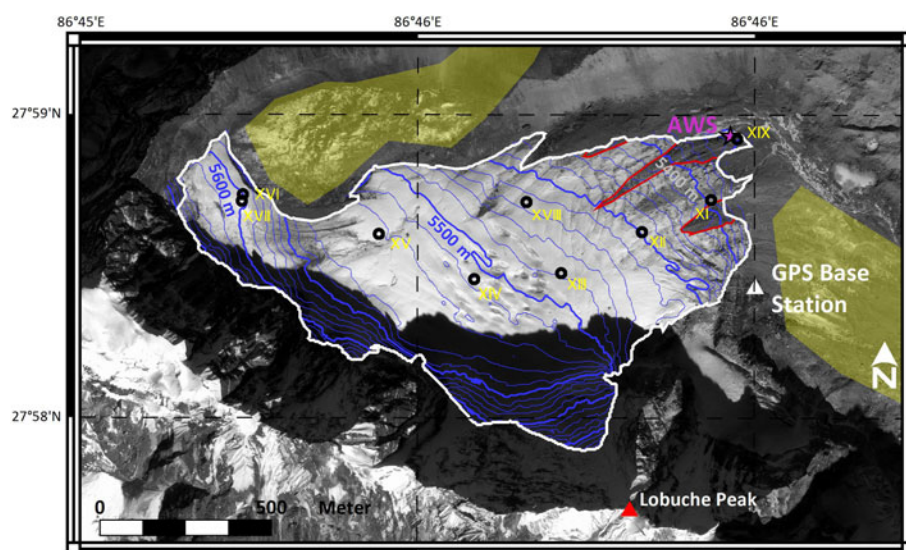 86°45'E
86°46'E
86°46'E
27°59'N
AWS
XIX
5400 m
5600 m
XVI
XVII
XVIII
XI
XV
5500 m
XII
XIII
XIV
GPS Base
Station
N
27°58'N
Lobuche Peak
0
500
Meter